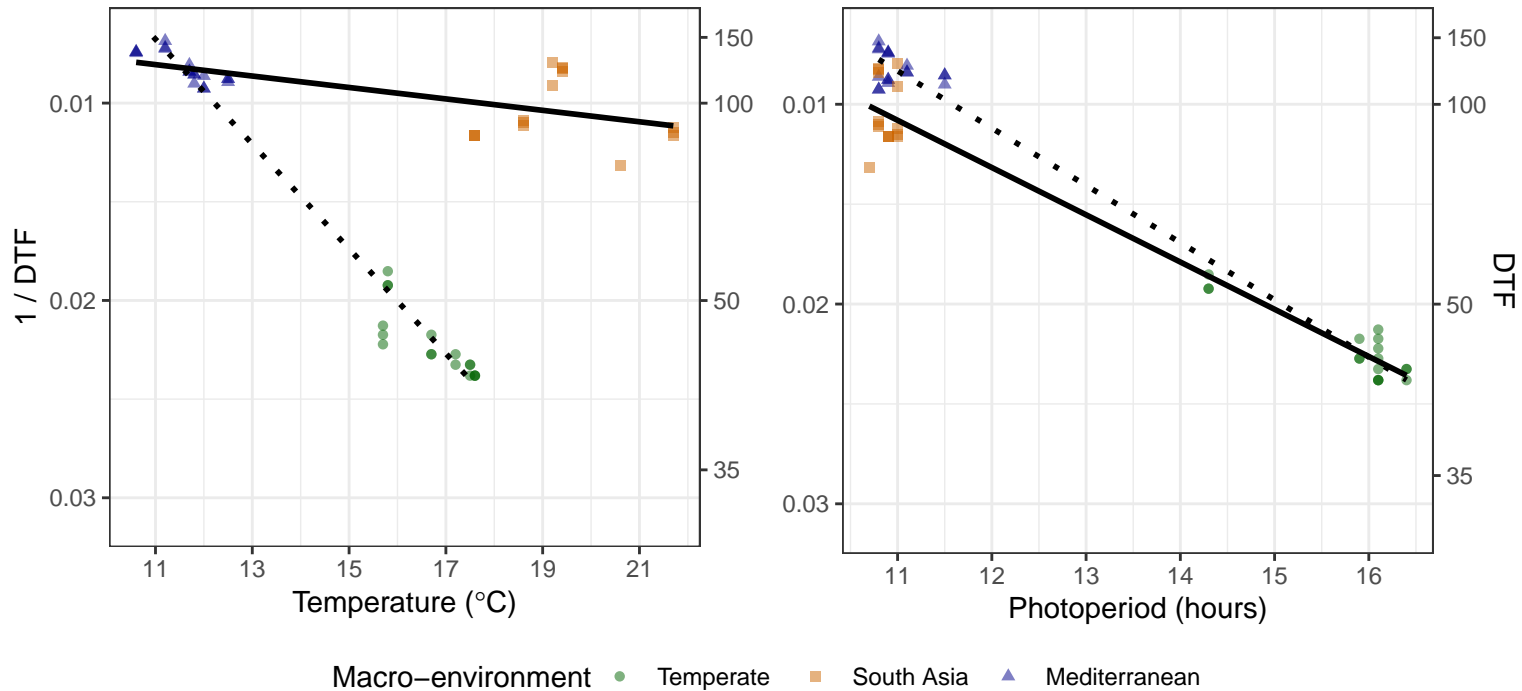 1 / DTF
0.01
0.02
0.03
150
100
50
35
11 13 15 17 19 21
Temperature (°C)
0.01
0.02
0.03
150
100
50
35
DTF
11 12 13 14 15 16
Photoperiod (hours)
Macro−environment Temperate South Asia Mediterranean